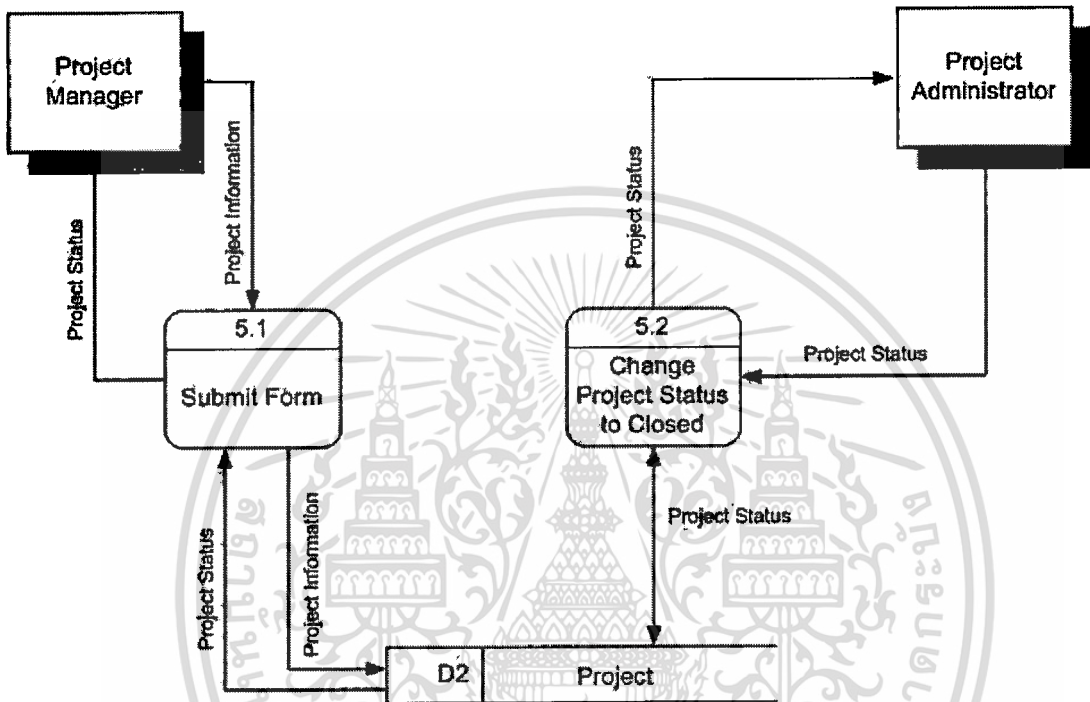 Project
Manager
Project
Administrator
Project Status
Project Information
Project Status
5.1
Submit Form
5.2
Change
Project Status
to Closed
Project Status
Project Status
Project Information
Project Status
D2
Project